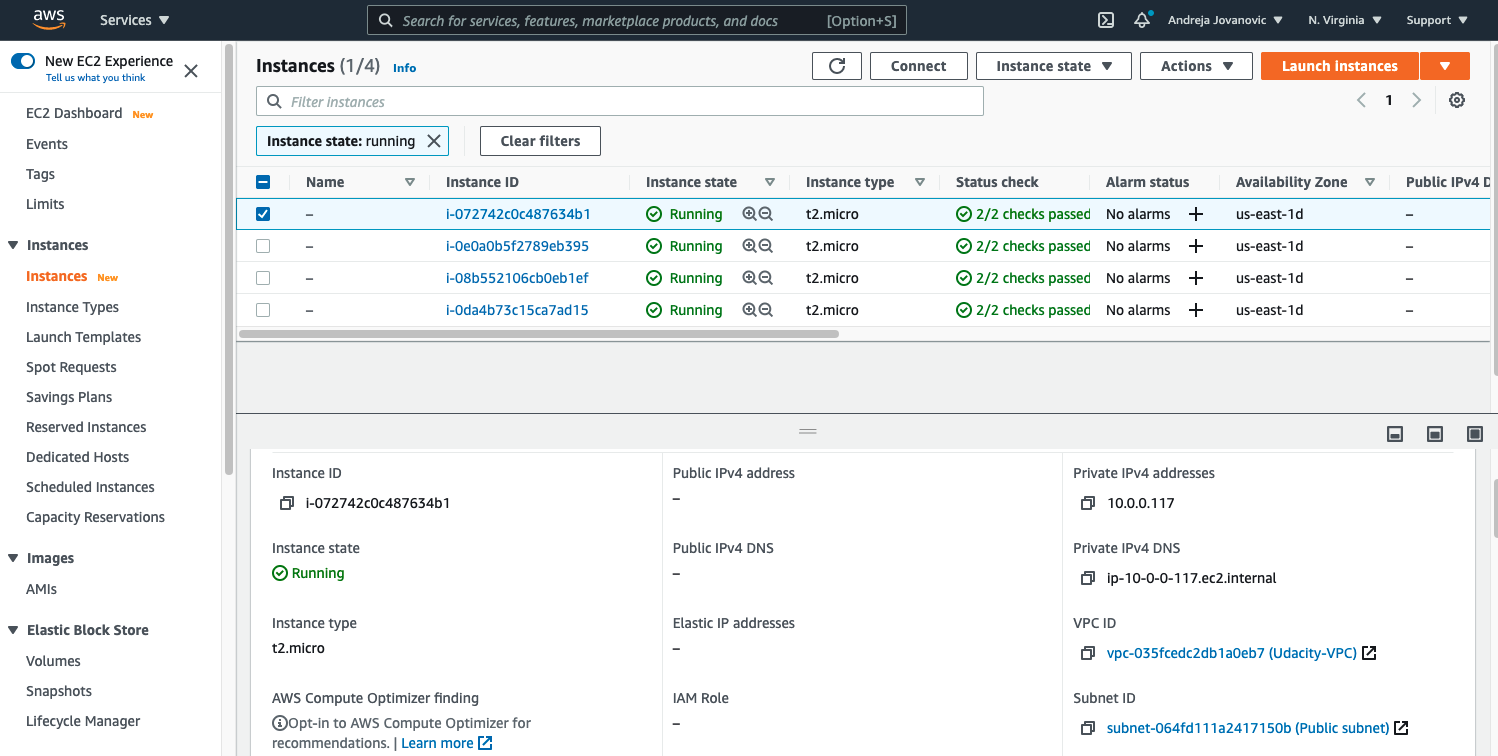 aws Services Search for services, features, marketplace products, and docs [Option+S] Andreja Jovanovic N. Virginia Support
New EC2 Experience
Tell us what you think
EC2 Dashboard New
Events
Tags
Limits
Instances
Instances New
Instance Types
Launch Templates
Spot Requests
Savings Plans
Reserved Instances
Dedicated Hosts
Scheduled Instances
Capacity Reservations
Images
AMIs
Elastic Block Store
Volumes
Snapshots
Lifecycle Manager
Instances (1/4) Info Connect Instance state Actions Launch instances
Filter instances 1
Instance state: running Clear filters
Name Instance ID Instance state Instance type Status check Alarm status Availability Zone Public IPv4 D
– i-072742c0c487634b1 Running t2.micro 2/2 checks passed No alarms + us-east-1d –
– i-0e0a0b5f2789eb395 Running t2.micro 2/2 checks passed No alarms + us-east-1d –
– i-08b552106cb0eb1ef Running t2.micro 2/2 checks passed No alarms + us-east-1d –
– i-0da4b73c15ca7ad15 Running t2.micro 2/2 checks passed No alarms + us-east-1d –
Instance ID
i-072742c0c487634b1
Instance state
Running
Instance type
t2.micro
AWS Compute Optimizer finding
Opt-in to AWS Compute Optimizer for
recommendations. | Learn more
Public IPv4 address
–
Public IPv4 DNS
–
Elastic IP addresses
–
IAM Role
–
Private IPv4 addresses
10.0.0.117
Private IPv4 DNS
ip-10-0-0-117.ec2.internal
VPC ID
vpc-035fcedc2db1a0eb7 (Udacity-VPC)
Subnet ID
subnet-064fd111a2417150b (Public subnet)